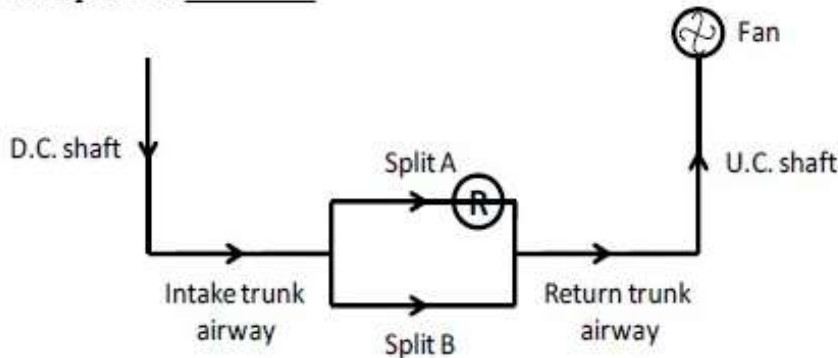 Fan
D.C. shaft
Split A
U.C. shaft
R
Intake trunk
airway
Return trunk
airway
Split B